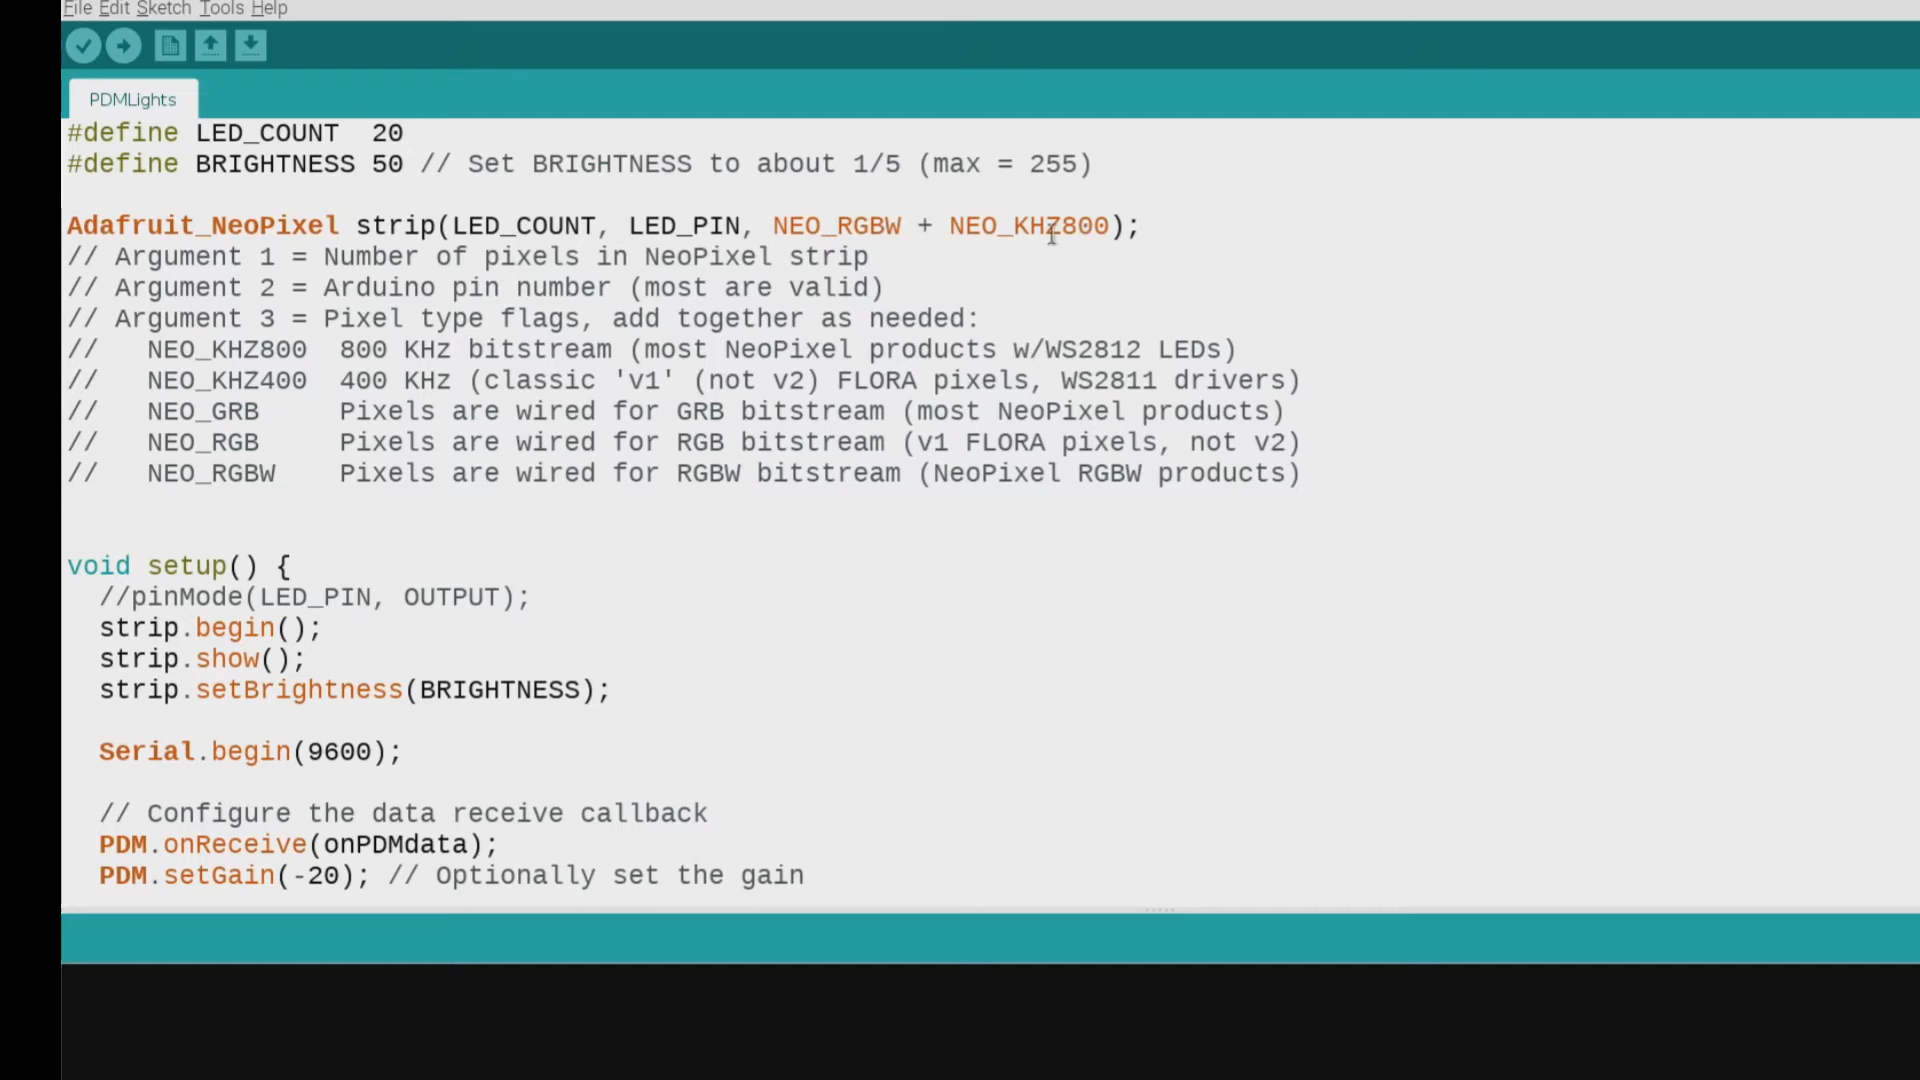 File Edit Sketch Tools Help
PDMLights
#define LED_COUNT  20
#define BRIGHTNESS 50 // Set BRIGHTNESS to about 1/5 (max = 255)
Adafruit_NeoPixel strip(LED_COUNT, LED_PIN, NEO_RGBW + NEO_KHZ800);
// Argument 1 = Number of pixels in NeoPixel strip
// Argument 2 = Arduino pin number (most are valid)
// Argument 3 = Pixel type flags, add together as needed:
//   NEO_KHZ800  800 KHz bitstream (most NeoPixel products w/WS2812 LEDs)
//   NEO_KHZ400  400 KHz (classic 'v1' (not v2) FLORA pixels, WS2811 drivers)
//   NEO_GRB     Pixels are wired for GRB bitstream (most NeoPixel products)
//   NEO_RGB     Pixels are wired for RGB bitstream (v1 FLORA pixels, not v2)
//   NEO_RGBW    Pixels are wired for RGBW bitstream (NeoPixel RGBW products)
void setup() {
  //pinMode(LED_PIN, OUTPUT);
  strip.begin();
  strip.show();
  strip.setBrightness(BRIGHTNESS);
  Serial.begin(9600);
  // Configure the data receive callback
  PDM.onReceive(onPDMdata);
  PDM.setGain(-20); // Optionally set the gain